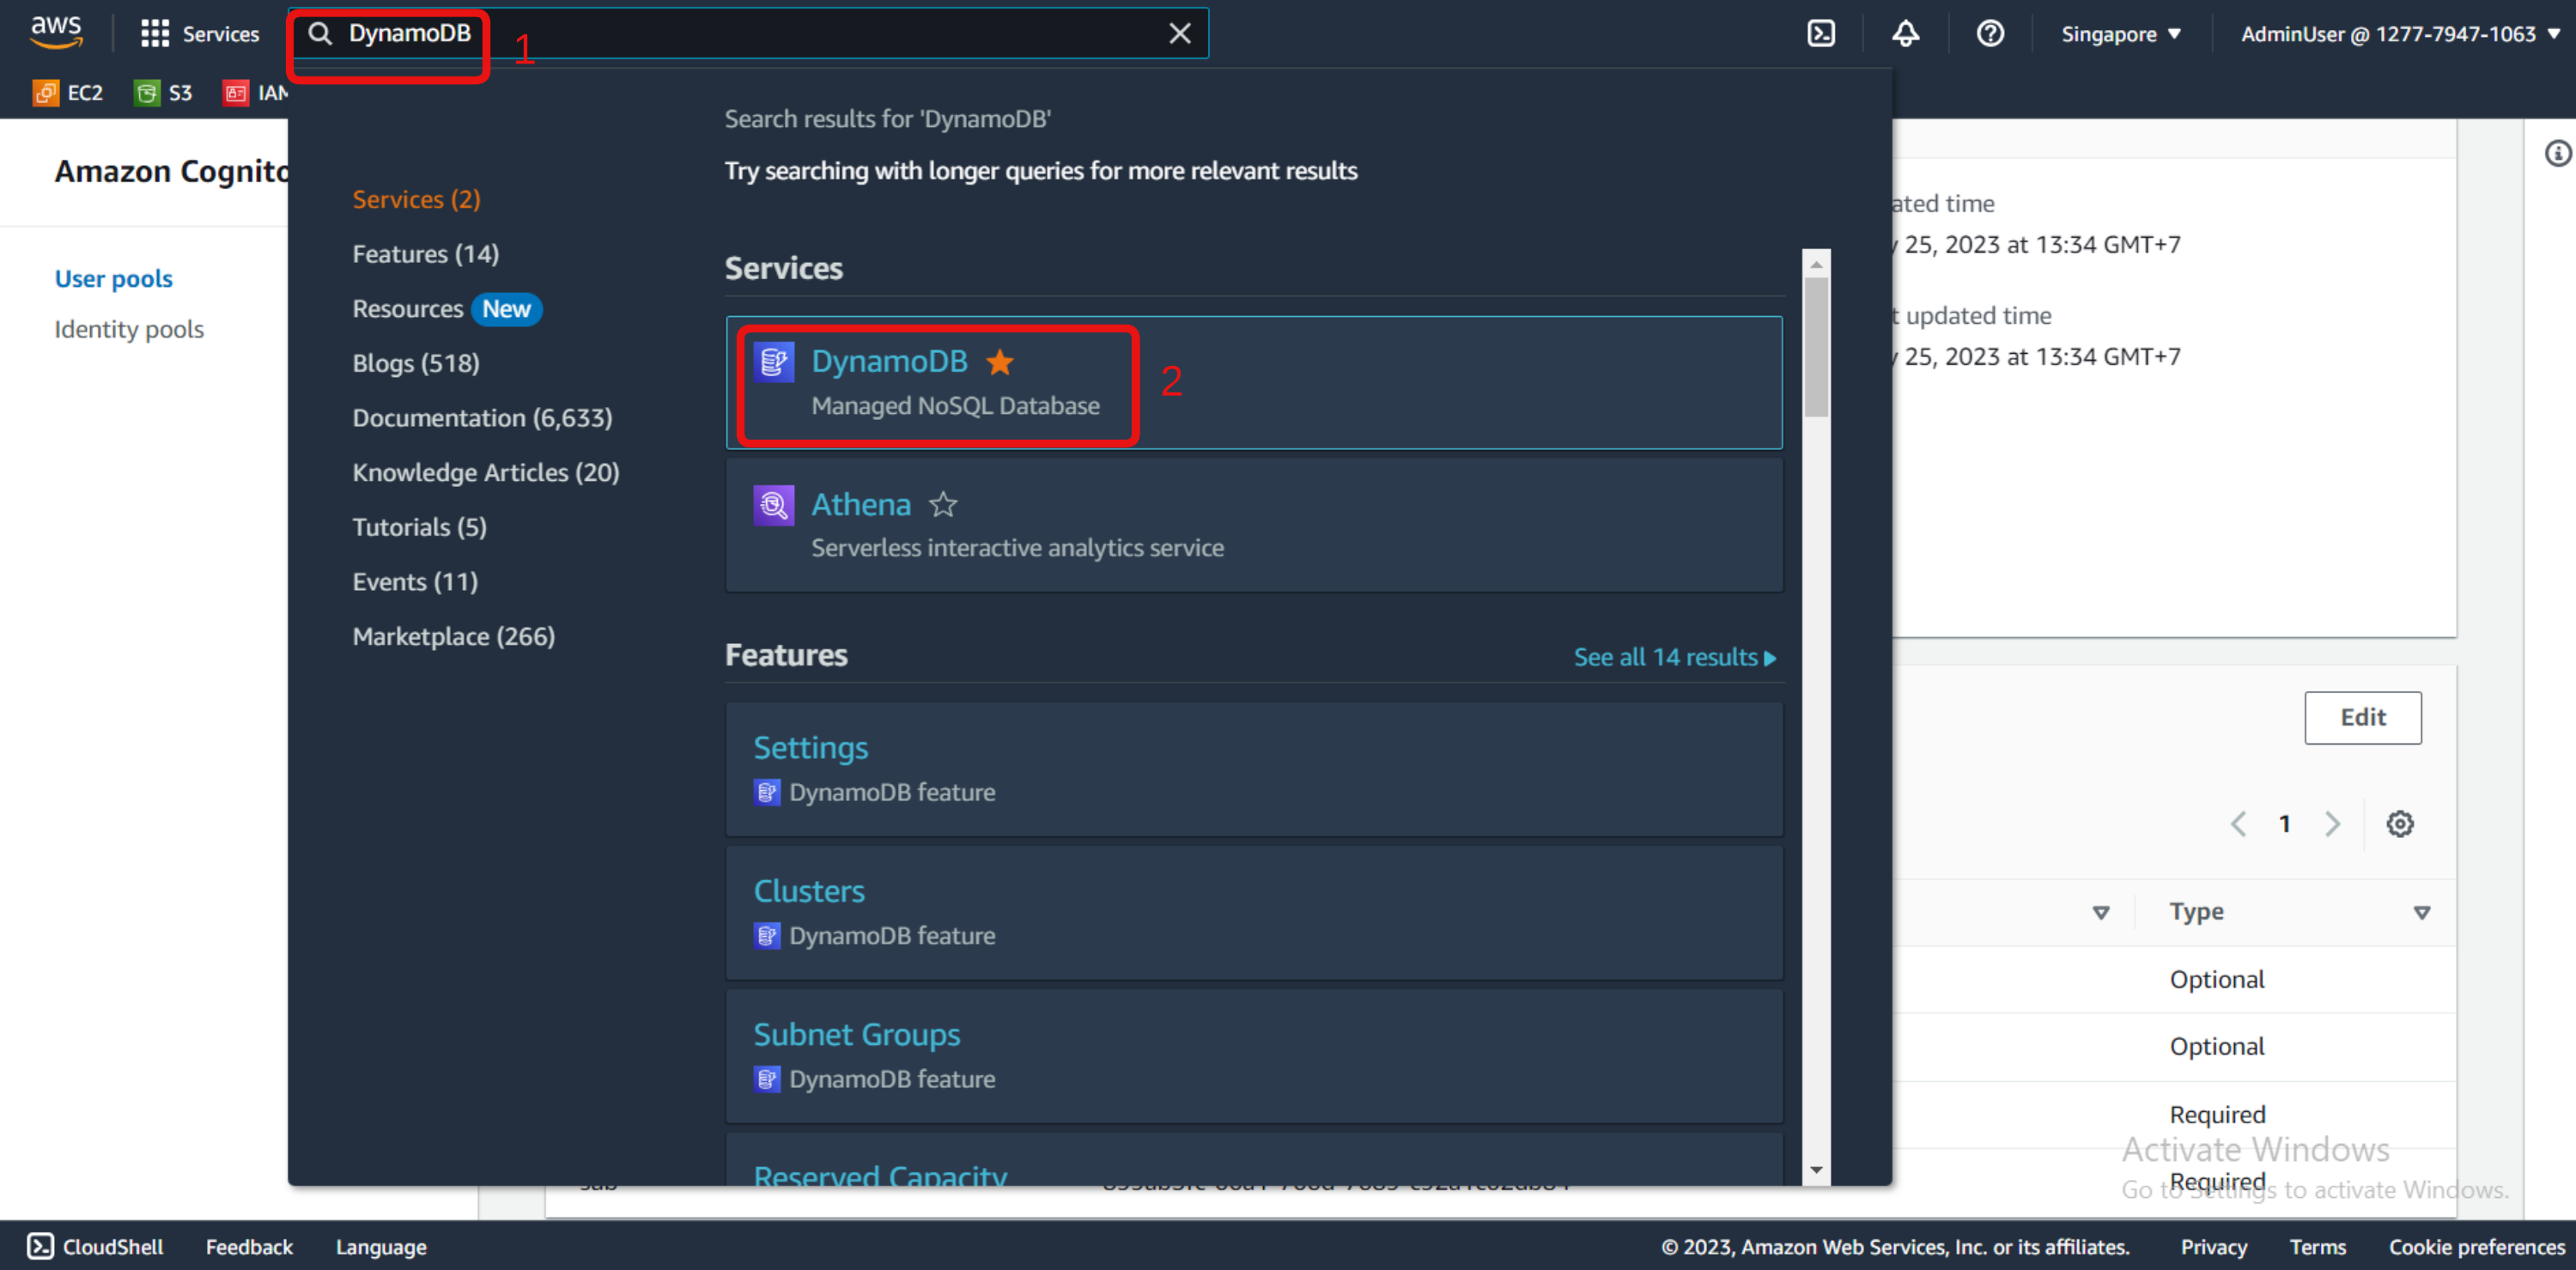 aws
Services
DynamoDB
1
Singapore
AdminUser @ 1277-7947-1063
EC2
S3
Amazon Cognito
User pools
Identity pools
Search results for 'DynamoDB'
Try searching with longer queries for more relevant results
Services (2)
Features (14)
Resources New
Blogs (518)
Documentation (6,633)
Knowledge Articles (20)
Tutorials (5)
Events (11)
Marketplace (266)
Services
DynamoDB
Managed NoSQL Database
2
Athena
Serverless interactive analytics service
Features
See all 14 results
Settings
DynamoDB feature
Clusters
DynamoDB feature
Subnet Groups
DynamoDB feature
Reserved Capacity
time
25, 2023 at 13:34 GMT+7
updated time
25, 2023 at 13:34 GMT+7
Edit
1
Type
Optional
Optional
Required
Required
Activate Windows
Go to Settings to activate Windows.
CloudShell
Feedback
Language
© 2023, Amazon Web Services, Inc. or its affiliates.
Privacy
Terms
Cookie preferences